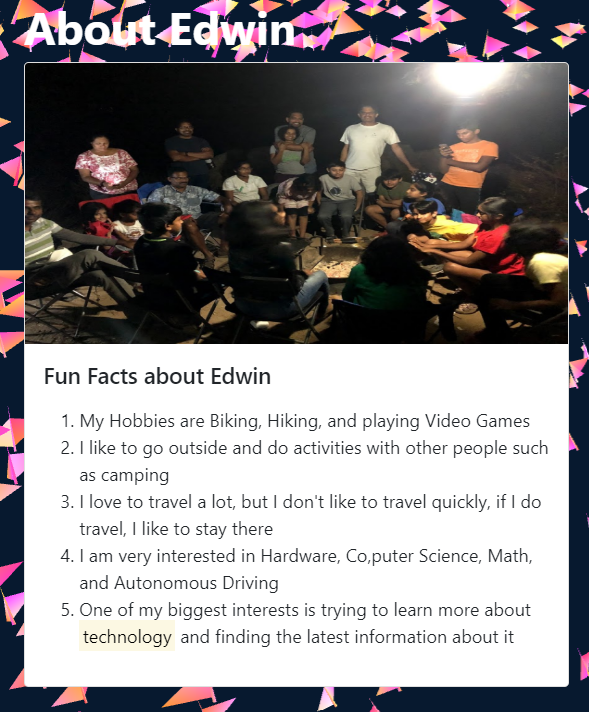 About Edwin
Fun Facts about Edwin
1. My Hobbies are Biking, Hiking, and playing Video Games
2. I like to go outside and do activities with other people such
as camping
3. I love to travel a lot, but I don't like to travel quickly, if I do
travel, I like to stay there
4. I am very interested in Hardware, Co,puter Science, Math,
and Autonomous Driving
5. One of my biggest interests is trying to learn more about
technology and finding the latest information about it